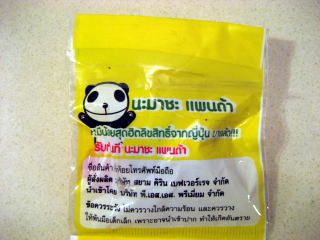 นะมาชะ แพนด้า
หมีน้อยสุดฮิตลิขสิทธิ์จากญี่ปุ่น มาแล้ว!!!
รับทันที นะมาชะ แพนด้า
ชื่อสินค้า ห้อยโทรศัพท์มือถือ
ผู้สั่งผลิต บริษัท สยาม คิริน เบฟเวอร์เรจ จำกัด
นำเข้าโดย บริษัท พี.เอส.เอส. พรีเมี่ยม จำกัด
ข้อควรระวัง ไม่ควรวางใกล้ความร้อน และควรวาง
ให้พ้นมือเด็กเล็ก เพราะอาจนำเข้าปาก ทำให้เกิดอันตราย